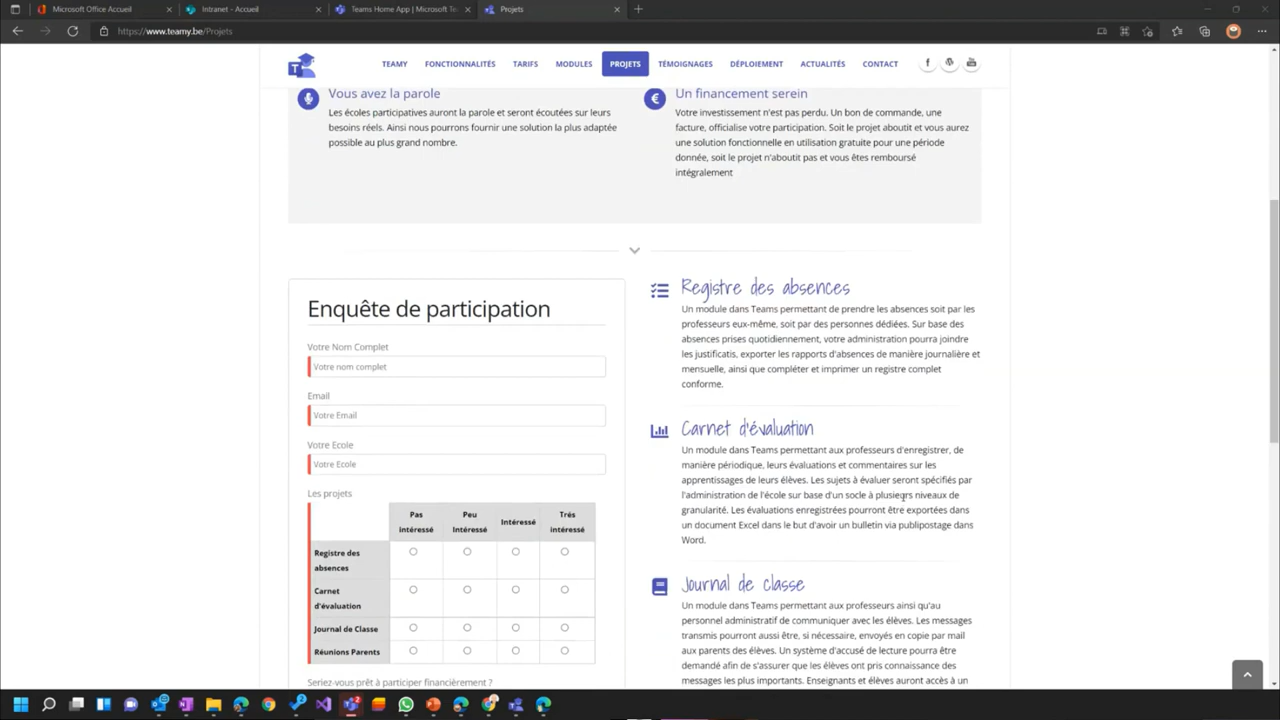 Microsoft Office Accueil
Intranet - Accueil
Teams Home App | Microsoft Te
Projets
https://www.teamy.be/Projets
T
TEAMY
FONCTIONNALITÉS
TARIFS
MODULES
PROJETS
TÉMOIGNAGES
DÉPLOIEMENT
ACTUALITÉS
CONTACT
Vous avez la parole
Les écoles participatives auront la parole et seront écoutées sur leurs
besoins réels. Ainsi nous pourrons fournir une solution la plus adaptée
possible au plus grand nombre.
Un financement serein
Votre investissement n'est pas perdu. Un bon de commande, une
facture, officialise votre participation. Soit le projet aboutit et vous aurez
une solution fonctionnelle en utilisation gratuite pour une période
donnée, soit le projet n'aboutit pas et vous êtes remboursé
intégralement
Enquête de participation
Votre Nom Complet
Votre nom complet
Email
Votre Email
Votre Ecole
Votre Ecole
Les projets
Pas intéressé
Peu Intéressé
Intéressé
Trés intéressé
Registre des
absences
Carnet
d'évaluation
Journal de Classe
Réunions Parents
Seriez-vous prêt à participer financièrement ?
Registre des absences
Un module dans Teams permettant de prendre les absences soit par les
professeurs eux-même, soit par des personnes dédiées. Sur base des
absences prises quotidiennement, votre administration pourra joindre
les justificatis, exporter les rapports d'absences de manière journalière et
mensuelle, ainsi que compléter et imprimer un registre complet
conforme.
Carnet d'évaluation
Un module dans Teams permettant aux professeurs d'enregistrer, de
manière périodique, leurs évaluations et commentaires sur les
apprentissages de leurs élèves. Les sujets à évaluer seront spécifiés par
l'administration de l'école sur base d'un socle à plusieurs niveaux de
granularité. Les évaluations enregistrées pourront être exportées dans
un document Excel dans le but d'avoir un bulletin via publipostage dans
Word.
Journal de classe
Un module dans Teams permettant aux professeurs ainsi qu'au
personnel administratif de communiquer avec les élèves. Les messages
transmis pourront aussi être, si nécessaire, envoyés en copie par mail
aux parents des élèves. Un système d'accusé de lecture pourra être
demandé afin de s'assurer que les élèves ont pris connaissance des
messages les plus importants. Enseignants et élèves auront accès à un